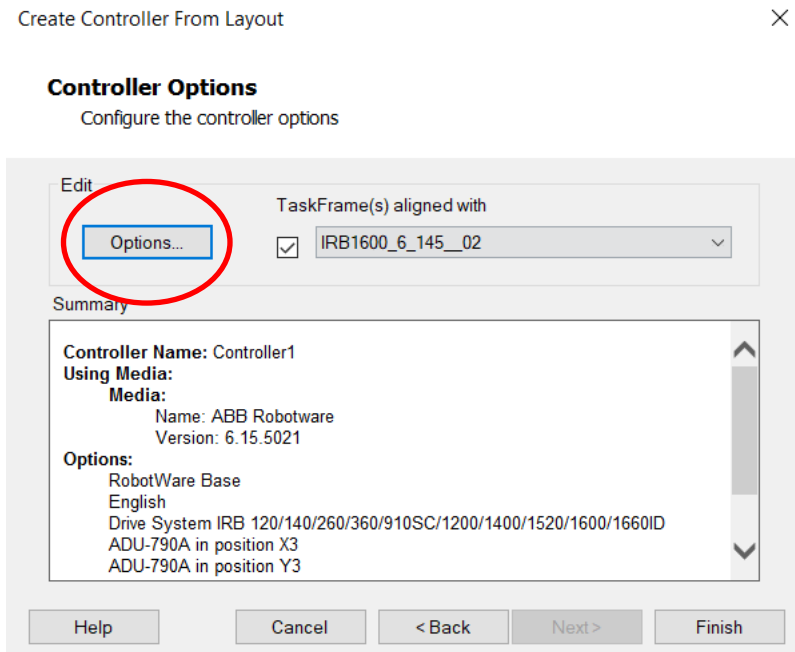 Create Controller From Layout
Controller Options
Configure the controller options
Edit
TaskFrame(s) aligned with
Options...
IRB1600_6_145__02
Summary
Controller Name: Controller1
Using Media:
Media:
Name: ABB Robotware
Version: 6.15.5021
Options:
RobotWare Base
English
Drive System IRB 120/140/260/360/910SC/1200/1400/1520/1600/1660ID
ADU-790A in position X3
ADU-790A in position Y3
Help
Cancel
< Back
Next >
Finish